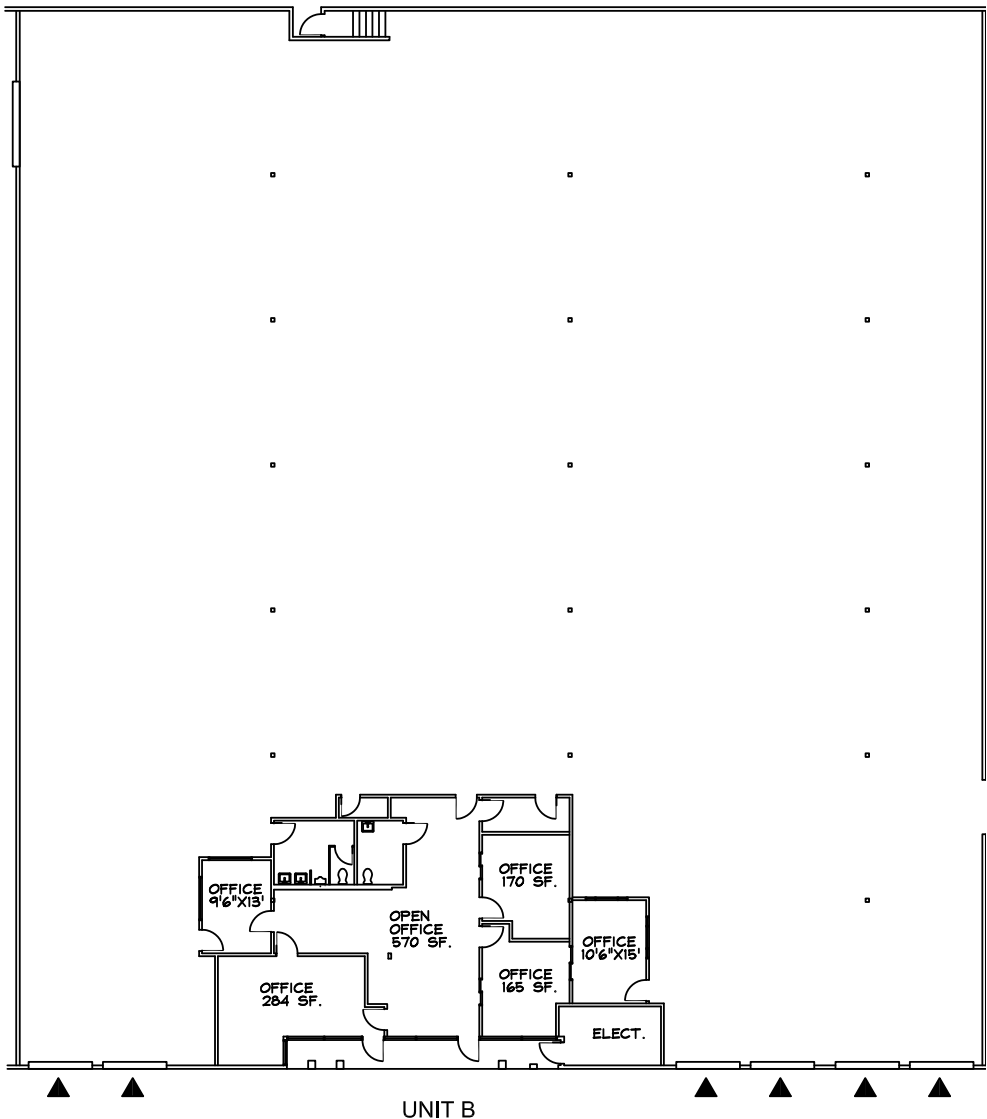 OFFICE
170 SF.
OFFICE
9'6"X13'
OPEN
OFFICE
570 SF.
OFFICE
10'6"X15'
OFFICE
165 SF.
OFFICE
284 SF.
ELECT.
UNIT B